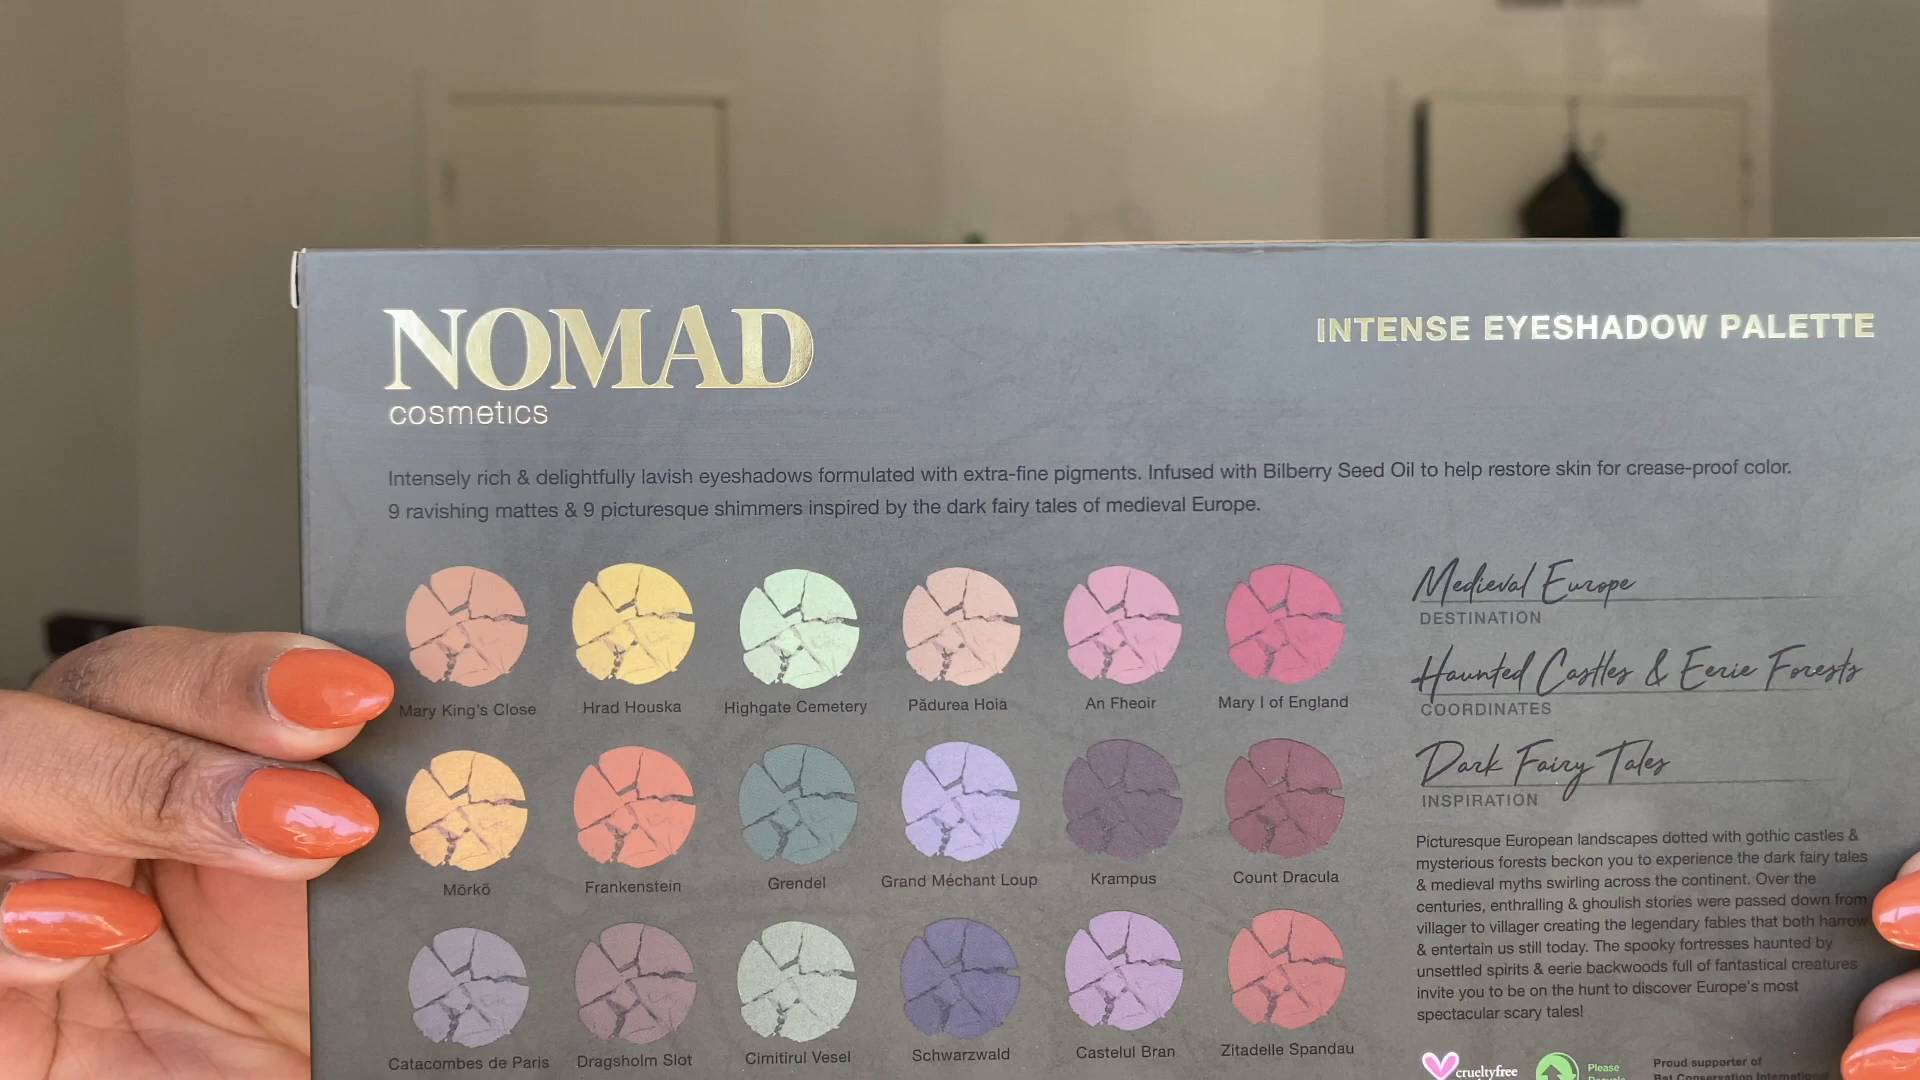 NOMAD
cosmetics
INTENSE EYESHADOW PALETTE
Intensely rich & delightfully lavish eyeshadows formulated with extra-fine pigments. Infused with Bilberry Seed Oil to help restore skin for crease-proof color.
9 ravishing mattes & 9 picturesque shimmers inspired by the dark fairy tales of medieval Europe.
Mary King's Close
Hrad Houska
Highgate Cemetery
Pădurea Hoia
An Fheoir
Mary I of England
Mörkö
Frankenstein
Grendel
Grand Méchant Loup
Krampus
Count Dracula
Catacombes de Paris
Dragsholm Slot
Cimitirul Vesel
Schwarzwald
Castelul Bran
Zitadelle Spandau
Medieval Europe
DESTINATION
Haunted Castles & Eerie Forests
COORDINATES
Dark Fairy Tales
INSPIRATION
Picturesque European landscapes dotted with gothic castles &
mysterious forests beckon you to experience the dark fairy tales
& medieval myths swirling across the continent. Over the
centuries, enthralling & ghoulish stories were passed down from
villager to villager creating the legendary fables that both harrow
& entertain us still today. The spooky fortresses haunted by
unsettled spirits & eerie backwoods full of fantastical creatures
invite you to be on the hunt to discover Europe's most
spectacular scary tales!
crueltyfree
Please
Recycle
Proud supporter of
Bat Conservation International